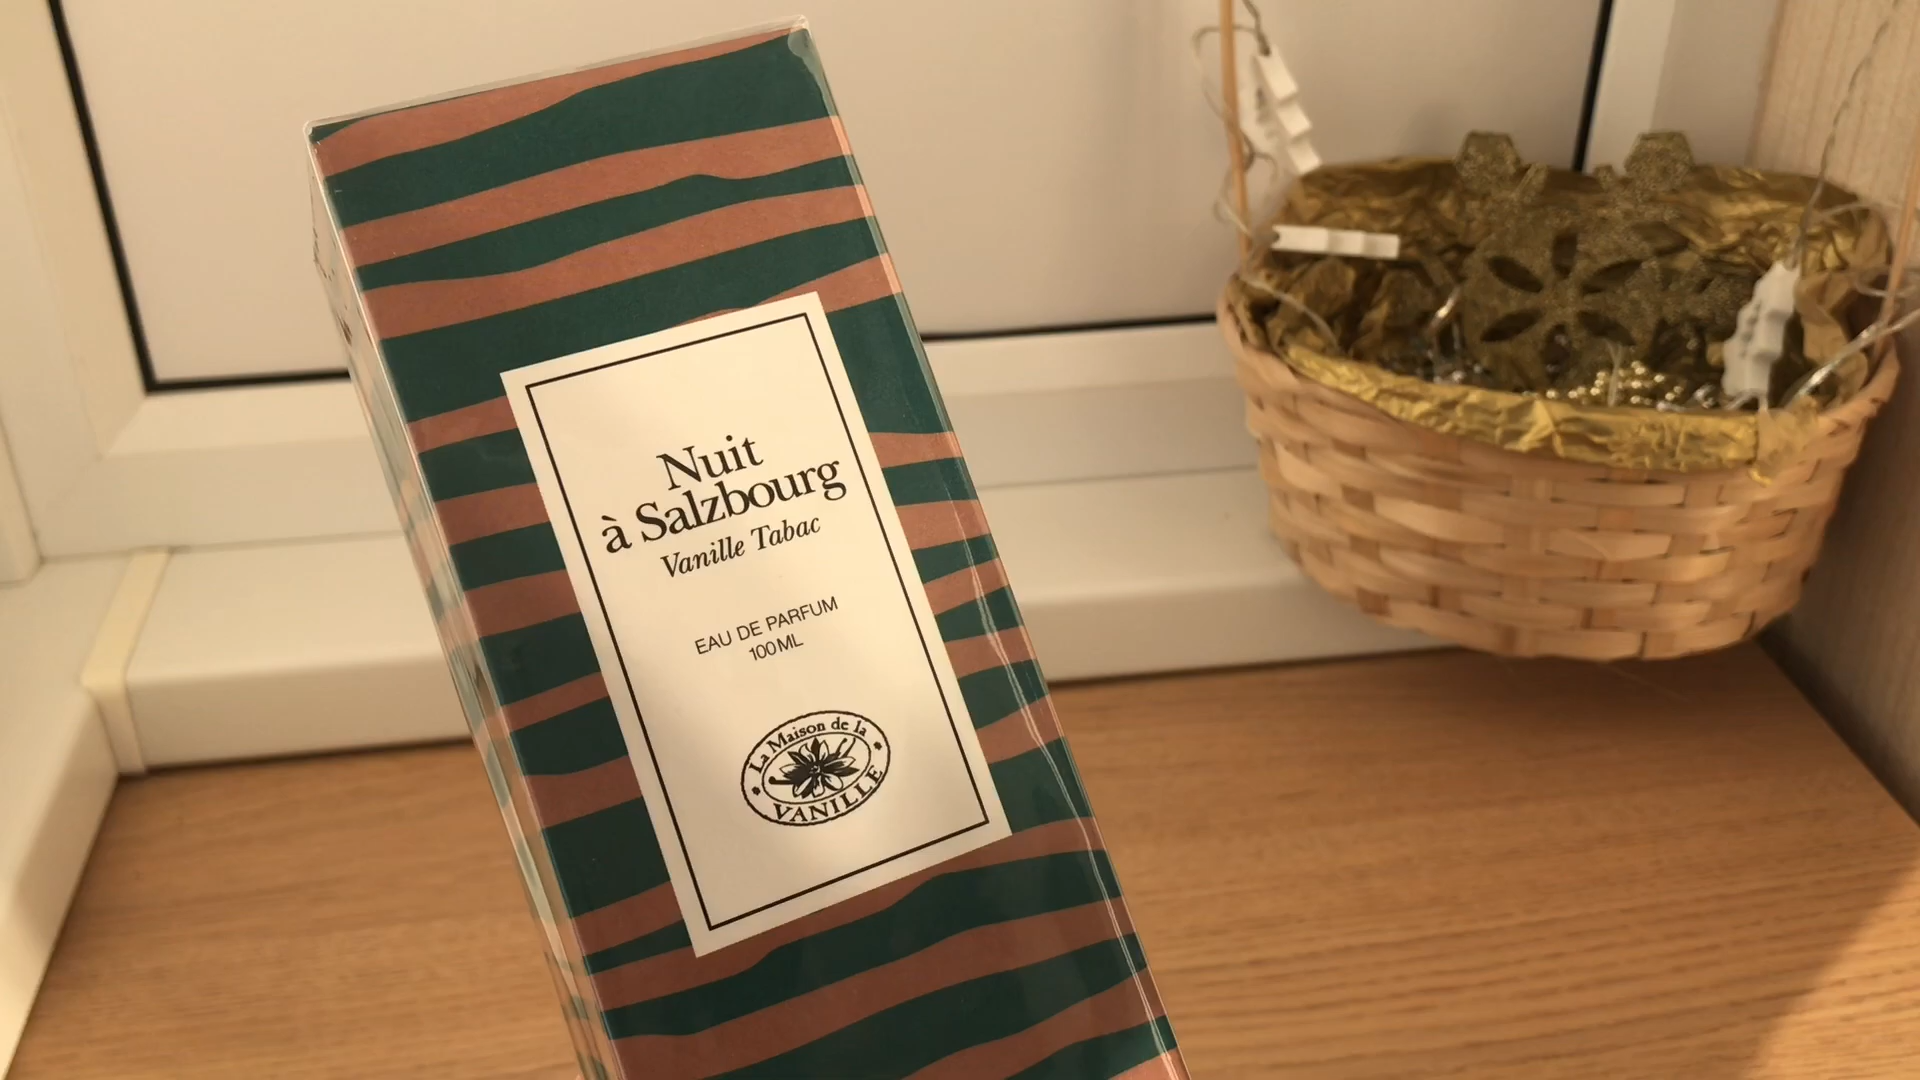 Nuit
à Salzbourg
Vanille Tabac
EAU DE PARFUM
100ML
La Maison de la
VANILLE